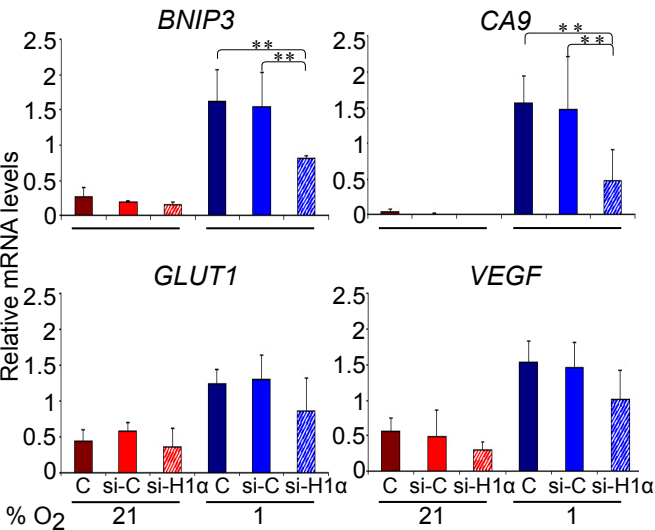 BNIP3 CA9
2.5 2.5
** **
** **
2 2
1.5 1.5
1 1
0.5 0.5
0 0
Relative mRNA levels
GLUT1 VEGF
2.5 2.5
2 2
1.5 1.5
1 1
0.5 0.5
0 0
C si-C si-H1α C si-C si-H1α C si-C si-H1α C si-C si-H1α
% O2 21 1 21 1